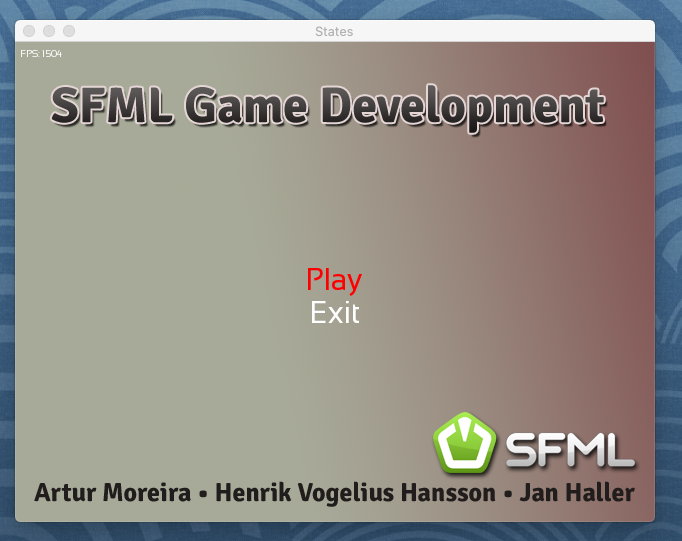 States
FPS: 1504
SFML Game Development
Play
Exit
SFML
Artur Moreira • Henrik Vogelius Hansson • Jan Haller